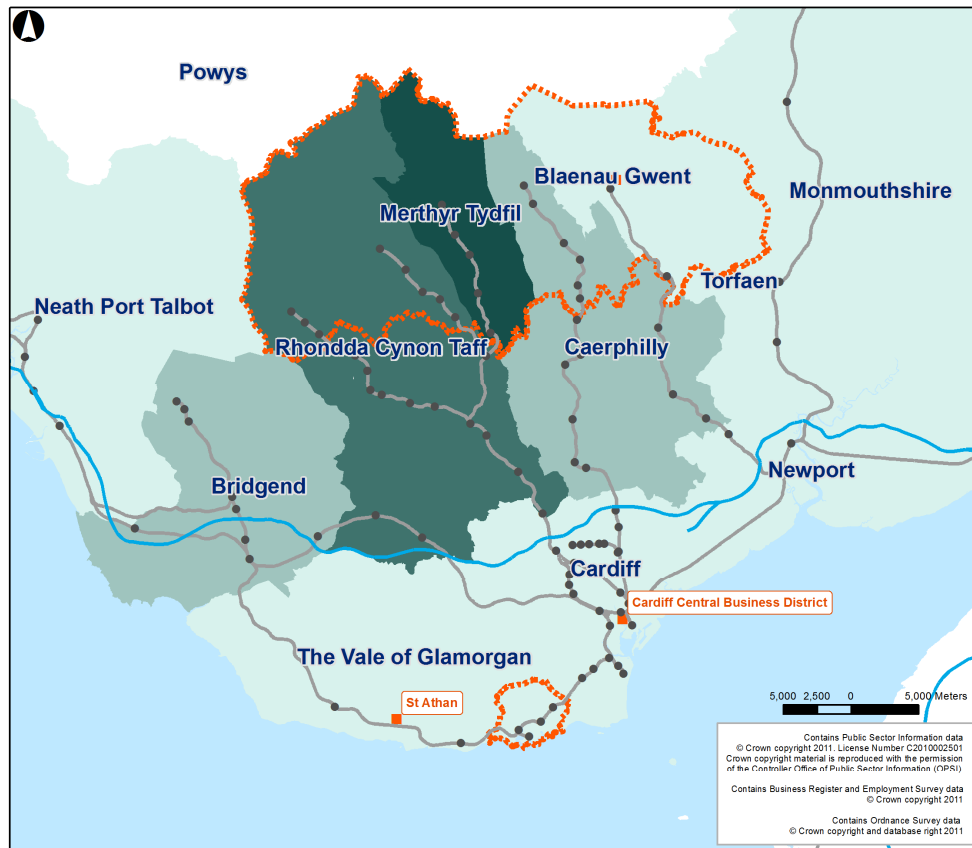 Powys
Blaenau Gwent
Monmouthshire
Merthyr Tydfil
Torfaen
Neath Port Talbot
Rhondda Cynon Taff
Caerphilly
Newport
Bridgend
Cardiff
Cardiff Central Business District
The Vale of Glamorgan
St Athan
5,000 2,500 0 5,000 Meters
Contains Public Sector Information data
© Crown copyright 2011. License Number C2010002501
Crown copyright material is reproduced with the permission
of the Controller Office of Public Sector Information (OPSI)
Contains Business Register and Employment Survey data
© Crown copyright 2011
Contains Ordnance Survey data
© Crown copyright and database right 2011